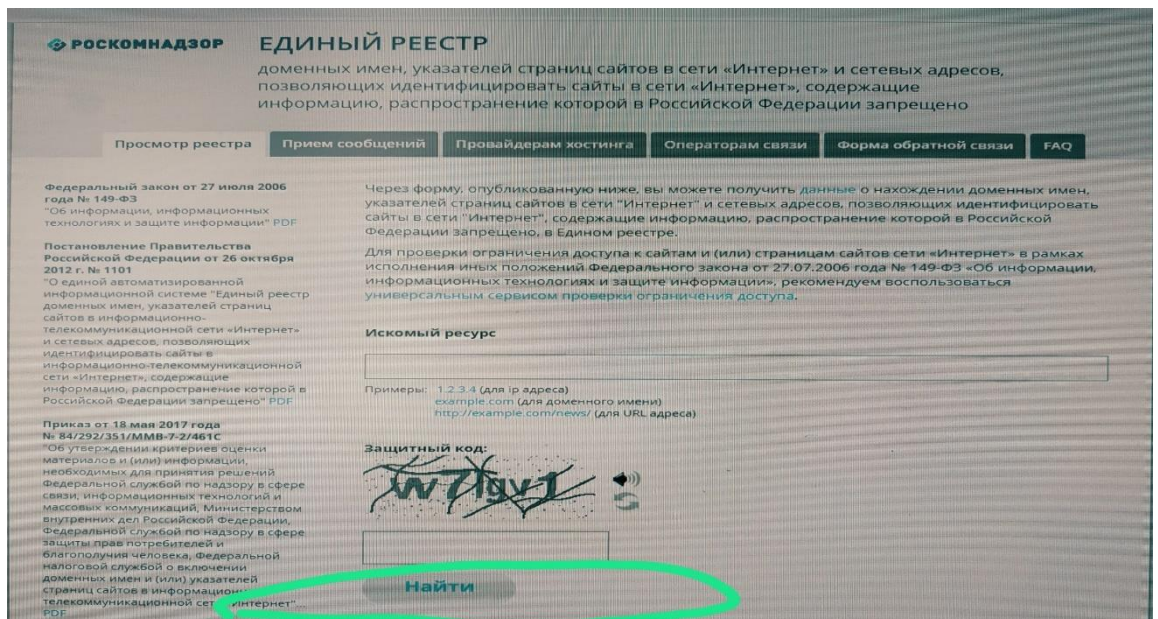 РОСКОМНАДЗОР
ЕДИНЫЙ РЕЕСТР
доменных имен, указателей страниц сайтов в сети «Интернет» и сетевых адресов,
позволяющих идентифицировать сайты в сети «Интернет», содержащие
информацию, распространение которой в Российской Федерации запрещено
Просмотр реестра
Прием сообщений
Провайдерам хостинга
Операторам связи
Форма обратной связи
FAQ
Федеральный закон от 27 июля 2006
года № 149-ФЗ
"Об информации, информационных
технологиях и защите информации" PDF
Постановление Правительства
Российской Федерации от 26 октября
2012 г. № 1101
"О единой автоматизированной
информационной системе "Единый реестр
доменных имен, указателей страниц
сайтов в информационно-
телекоммуникационной сети «Интернет»
и сетевых адресов, позволяющих
идентифицировать сайты в
информационно-телекоммуникационной
сети «Интернет», содержащие
информацию, распространение которой в
Российской Федерации запрещено" PDF
Приказ от 18 мая 2017 года
№ 84/292/351/ММВ-7-2/461С
"Об утверждении критериев оценки
материалов и (или) информации,
необходимых для принятия решений
Федеральной службой по надзору в сфере
связи, информационных технологий и
массовых коммуникаций, Министерством
внутренних дел Российской Федерации,
Федеральной службой по надзору в сфере
защиты прав потребителей и
благополучия человека, Федеральной
налоговой службой о включении
доменных имен и (или) указателей
страниц сайтов в информационно
телекоммуникационной сети "Интернет"...
PDF
Через форму, опубликованную ниже, вы можете получить данные о нахождении доменных имен,
указателей страниц сайтов в сети "Интернет" и сетевых адресов, позволяющих идентифицировать
сайты в сети "Интернет", содержащие информацию, распространение которой в Российской
Федерации запрещено, в Едином реестре.
Для проверки ограничения доступа к сайтам и (или) страницам сайтов сети «Интернет» в рамках
исполнения иных положений Федерального закона от 27.07.2006 года № 149-ФЗ «Об информации,
информационных технологиях и защите информации», рекомендуем воспользоваться
универсальным сервисом проверки ограничения доступа.
Искомый ресурс
Примеры: 1.2.3.4 (для ip адреса)
example.com (для доменного имени)
http://example.com/news/ (для URL адреса)
Защитный код:
Найти